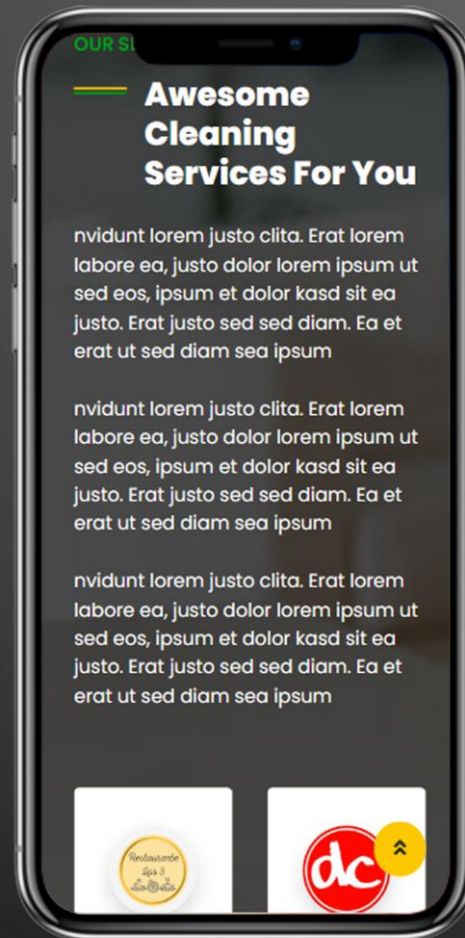 OUR SE
Awesome
Cleaning
Services For You
nvidunt lorem justo clita. Erat lorem
labore ea, justo dolor lorem ipsum ut
sed eos, ipsum et dolor kasd sit ea
justo. Erat justo sed sed diam. Ea et
erat ut sed diam sea ipsum
nvidunt lorem justo clita. Erat lorem
labore ea, justo dolor lorem ipsum ut
sed eos, ipsum et dolor kasd sit ea
justo. Erat justo sed sed diam. Ea et
erat ut sed diam sea ipsum
nvidunt lorem justo clita. Erat lorem
labore ea, justo dolor lorem ipsum ut
sed eos, ipsum et dolor kasd sit ea
justo. Erat justo sed sed diam. Ea et
erat ut sed diam sea ipsum
Restaurante
Los 3
dc